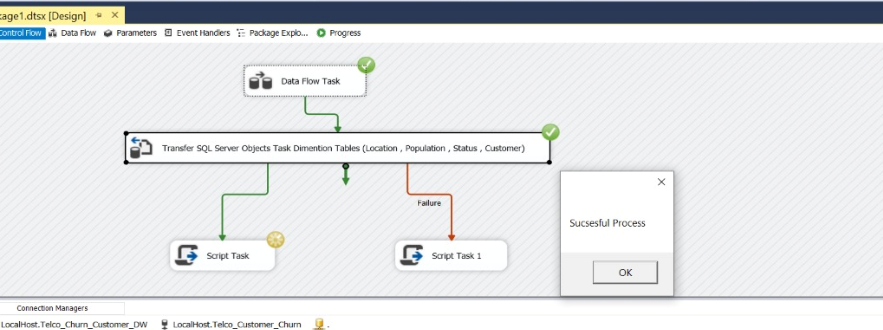 kage1.dtsx [Design]
Control Flow Data Flow Parameters Event Handlers Package Explo... Progress
Data Flow Task
Transfer SQL Server Objects Task Dimention Tables (Location , Population , Status , Customer)
Failure
Sucsesful Process
Script Task
Script Task 1
OK
Connection Managers
LocalHost.Telco_Churn_Customer_DW LocalHost.Telco_Customer_Churn .